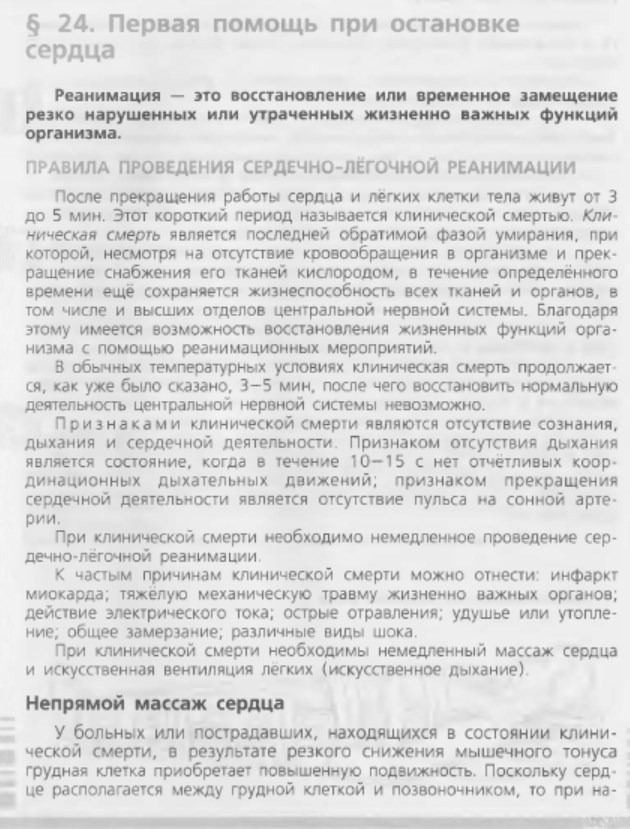 § 24. Первая помощь при остановке
сердца
Реанимация — это восстановление или временное замещение
резко нарушенных или утраченных жизненно важных функций
организма.
ПРАВИЛА ПРОВЕДЕНИЯ СЕРДЕЧНО-ЛЁГОЧНОЙ РЕАНИМАЦИИ
После прекращения работы сердца и лёгких клетки тела живут от 3
до 5 мин. Этот короткий период называется клинической смертью. Кли-
ническая смерть является последней обратимой фазой умирания, при
которой, несмотря на отсутствие кровообращения в организме и прек-
ращение снабжения его тканей кислородом, в течение определённого
времени ещё сохраняется жизнеспособность всех тканей и органов, в
том числе и высших отделов центральной нервной системы. Благодаря
этому имеется возможность восстановления жизненных функций орга-
низма с помощью реанимационных мероприятий.
В обычных температурных условиях клиническая смерть продолжает-
ся, как уже было сказано, 3—5 мин, после чего восстановить нормальную
деятельность центральной нервной системы невозможно.
Признаками клинической смерти являются отсутствие сознания,
дыхания и сердечной деятельности. Признаком отсутствия дыхания
является состояние, когда в течение 10—15 с нет отчётливых коор-
динационных дыхательных движений; признаком прекращения
сердечной деятельности является отсутствие пульса на сонной арте-
рии.
При клинической смерти необходимо немедленное проведение сер-
дечно-лёгочной реанимации.
К частым причинам клинической смерти можно отнести: инфаркт
миокарда; тяжёлую механическую травму жизненно важных органов;
действие электрического тока; острые отравления; удушье или утопле-
ние; общее замерзание; различные виды шока.
При клинической смерти необходимы немедленный массаж сердца
и искусственная вентиляция лёгких (искусственное дыхание).
Непрямой массаж сердца
У больных или пострадавших, находящихся в состоянии клини-
ческой смерти, в результате резкого снижения мышечного тонуса
грудная клетка приобретает повышенную подвижность. Поскольку серд-
це располагается между грудной клеткой и позвоночником, то при на-